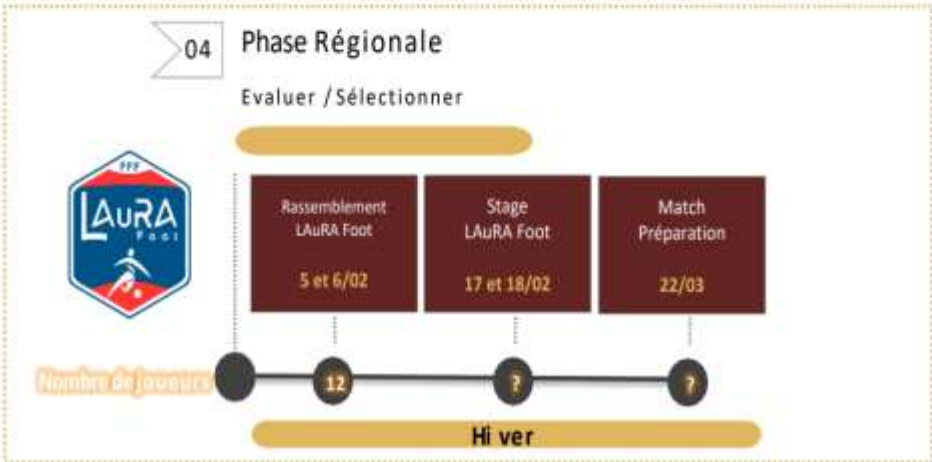 04
Phase Régionale
Evaluer / Sélectionner
FFF
LAuRA
Foot
Rassemblement
LAuRA Foot
5 et 6/02
Stage
LAuRA Foot
17 et 18/02
Match
Préparation
22/03
Nombre de joueurs
12
?
?
Hi ver